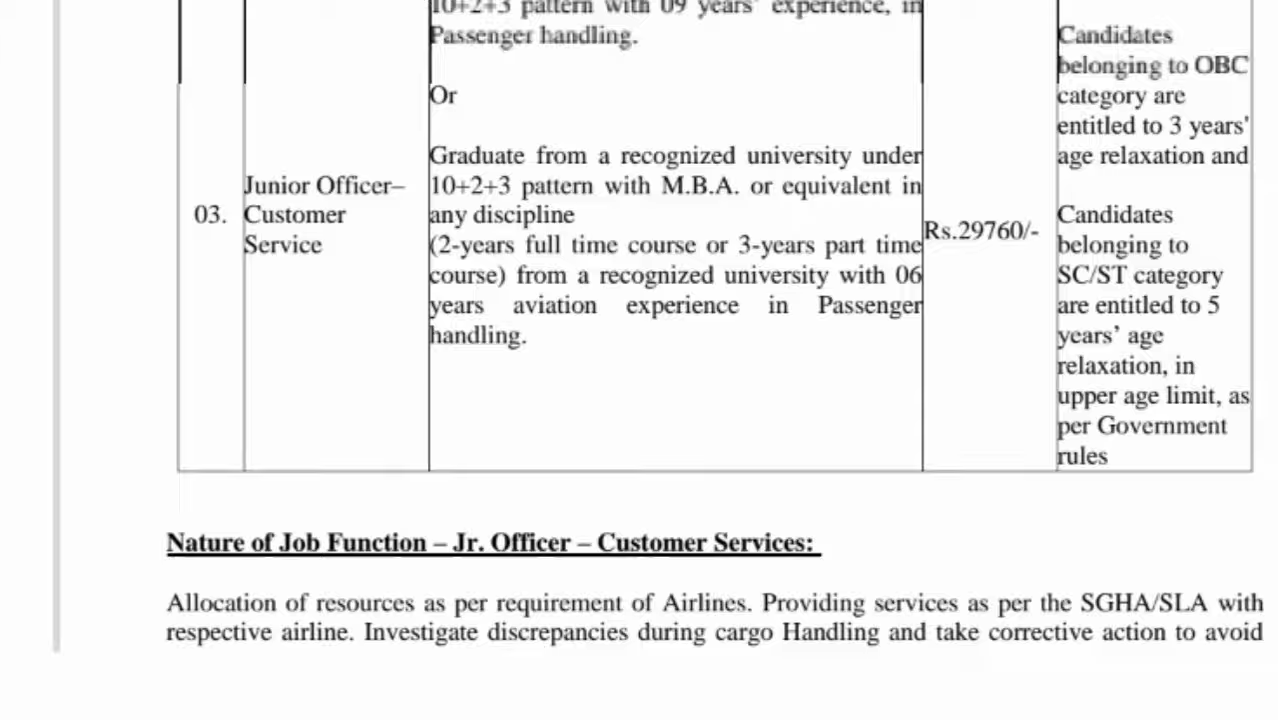 10+2+3 pattern with 09 years' experience, in
Passenger handling.
Or
Graduate from a recognized university under
10+2+3 pattern with M.B.A. or equivalent in
any discipline
(2-years full time course or 3-years part time
course) from a recognized university with 06
years aviation experience in Passenger
handling.
03.
Junior Officer–
Customer
Service
Rs.29760/-
Candidates
belonging to OBC
category are
entitled to 3 years'
age relaxation and
Candidates
belonging to
SC/ST category
are entitled to 5
years’ age
relaxation, in
upper age limit, as
per Government
rules
Nature of Job Function – Jr. Officer – Customer Services:
Allocation of resources as per requirement of Airlines. Providing services as per the SGHA/SLA with
respective airline. Investigate discrepancies during cargo Handling and take corrective action to avoid